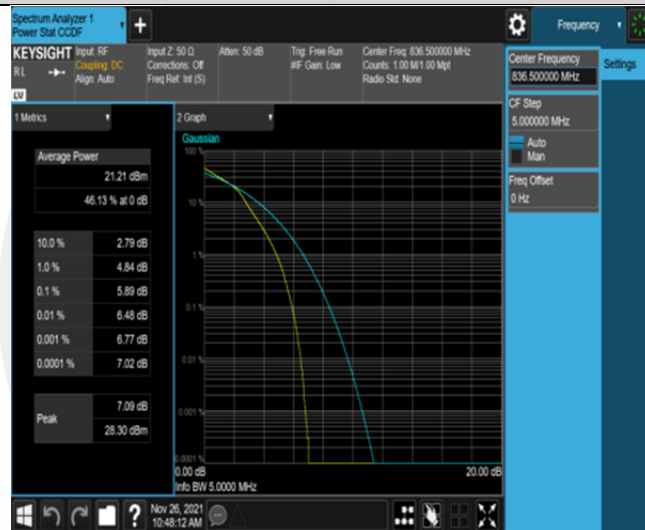 Spectrum Analyzer 1
Power Stat CCDF
Frequency
KEYSIGHT
RL
LXI
Input: RF
Coupling: DC
Align: Auto
Input Z: 50 Ω
Corrections: Off
Freq Ref: Int (S)
Atten: 50 dB
Trig: Free Run
#IF Gain: Low
Center Freq: 836.500000 MHz
Counts: 1.00 M/1.00 Mpt
Radio Std: None
Center Frequency
836.500000 MHz
Settings
CF Step
5.000000 MHz
Auto
Man
Freq Offset
0 Hz
1 Metrics
Average Power
21.21 dBm
46.13 % at 0 dB
10.0 % 2.79 dB
1.0 % 4.84 dB
0.1 % 5.89 dB
0.01 % 6.48 dB
0.001 % 6.77 dB
0.0001 % 7.02 dB
Peak
7.09 dB
28.30 dBm
2 Graph
Gaussian
100 %
10 %
1 %
0.1 %
0.01 %
0.001 %
0.0001 %
0.00 dB 20.00 dB
Info BW 5.0000 MHz
?
Nov 26, 2021
10:48:12 AM